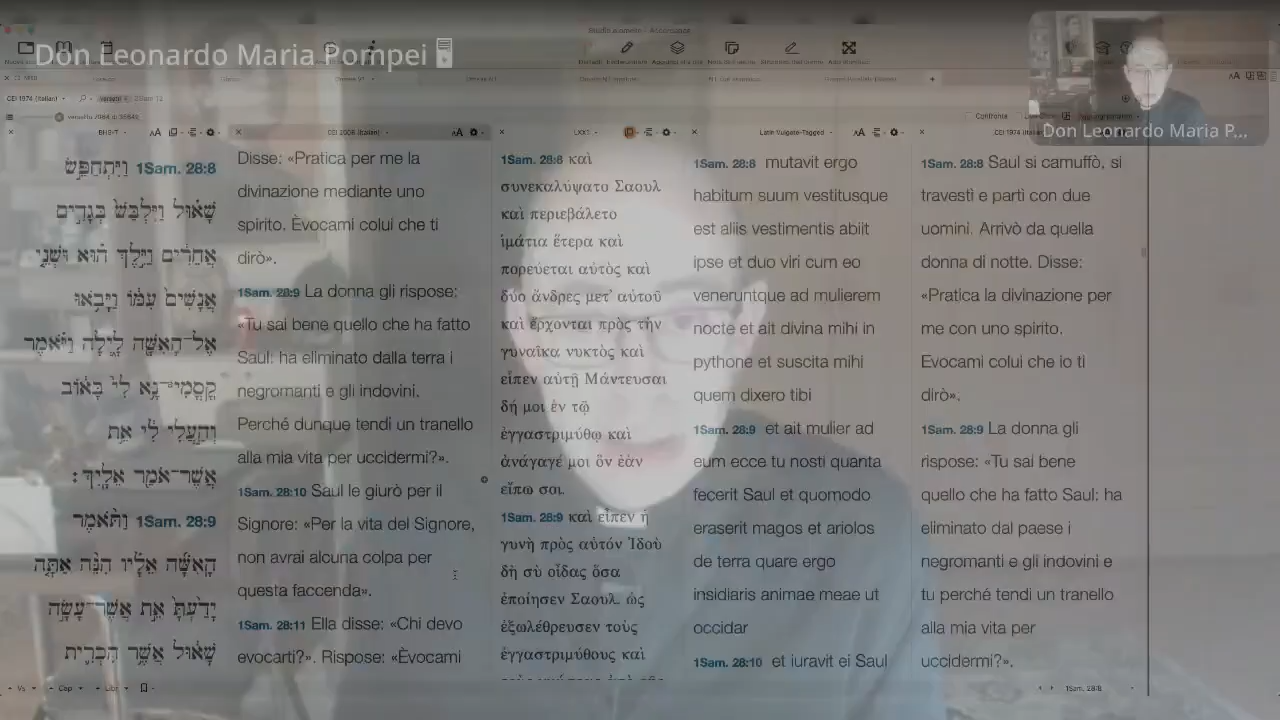 Don Leonardo Maria Pompei
Don Leonardo Maria P...
CEI 1974 (Italian)
CEI 2008 (Italian)
LXX1
Latin Vulgate-Tagged
1Sam. 28:8 וַיִּתְחַפֵּשׂ
שָׁאוּל וַיִּלְבַּשׁ בְּגָדִים
אֲחֵרִים וַיֵּלֶךְ הוּא וּשְׁנֵי
אֲנָשִׁים עִמּוֹ וַיָּבֹאוּ
אֶל־הָאִשָּׁה לָיְלָה וַיֹּאמֶר
קָסֳמִי־נָא לִי בָּאוֹב
וְהַעֲלִי לִי אֵת
אֲשֶׁר־אֹמַר אֵלָיִךְ׃
1Sam. 28:9 וַתֹּאמֶר
הָאִשָּׁה אֵלָיו הִנֵּה אַתָּה
יָדַעְתָּ אֵת אֲשֶׁר־עָשָׂה
שָׁאוּל אֲשֶׁר הִכְרִית
Disse: «Pratica per me la
divinazione mediante uno
spirito. Èvocami colui che ti
dirò».
1Sam. 28:9 La donna gli rispose:
«Tu sai bene quello che ha fatto
Saul: ha eliminato dalla terra i
negromanti e gli indovini.
Perché dunque tendi un tranello
alla mia vita per uccidermi?».
1Sam. 28:10 Saul le giurò per il
Signore: «Per la vita del Signore,
non avrai alcuna colpa per
questa faccenda».
1Sam. 28:11 Ella disse: «Chi devo
evocarti?». Rispose: «Èvocami
1Sam. 28:8 καὶ
συνεκαλύψατο Σαουλ
καὶ περιεβάλετο
ἱμάτια ἕτερα καὶ
πορεύεται αὐτὸς καὶ
δύο ἄνδρες μετ᾽ αὐτοῦ
καὶ ἔρχονται πρὸς τὴν
γυναῖκα νυκτὸς καὶ
εἶπεν αὐτῇ Μάντευσαι
δή μοι ἐν τῷ
ἐγγαστριμύθῳ καὶ
ἀνάγαγέ μοι ὃν ἐὰν
εἴπω σοι.
1Sam. 28:9 καὶ εἶπεν ἡ
γυνὴ πρὸς αὐτόν Ἰδοὺ
δὴ σὺ οἶδας ὅσα
ἐποίησεν Σαουλ, ὡς
ἐξωλέθρευσεν τοὺς
ἐγγαστριμύθους καὶ
1Sam. 28:8 mutavit ergo
habitum suum vestitusque
est aliis vestimentis abiit
ipse et duo viri cum eo
veneruntque ad mulierem
nocte et ait divina mihi in
pythone et suscita mihi
quem dixero tibi
1Sam. 28:9 et ait mulier ad
eum ecce tu nosti quanta
fecerit Saul et quomodo
eraserit magos et ariolos
de terra quare ergo
insidiaris animae meae ut
occidar
1Sam. 28:10 et iuravit ei Saul
1Sam. 28:8 Saul si camuffò, si
travestì e partì con due
uomini. Arrivò da quella
donna di notte. Disse:
«Pratica la divinazione per
me con uno spirito.
Evocami colui che io ti
dirò».
1Sam. 28:9 La donna gli
rispose: «Tu sai bene
quello che ha fatto Saul: ha
eliminato dal paese i
negromanti e gli indovini e
tu perché tendi un tranello
alla mia vita per
uccidermi?».
1Sam. 28:8